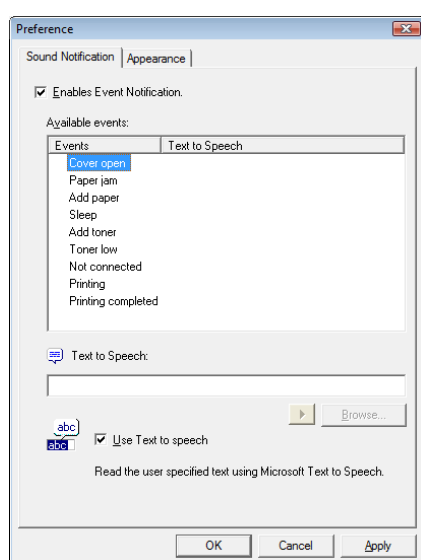 Preference
Sound Notification Appearance
Enables Event Notification.
Available events:
Events Text to Speech
Cover open
Paper jam
Add paper
Sleep
Add toner
Toner low
Not connected
Printing
Printing completed
Text to Speech:
Browse...
abc
abc
Use Text to speech
Read the user specified text using Microsoft Text to Speech.
OK Cancel Apply